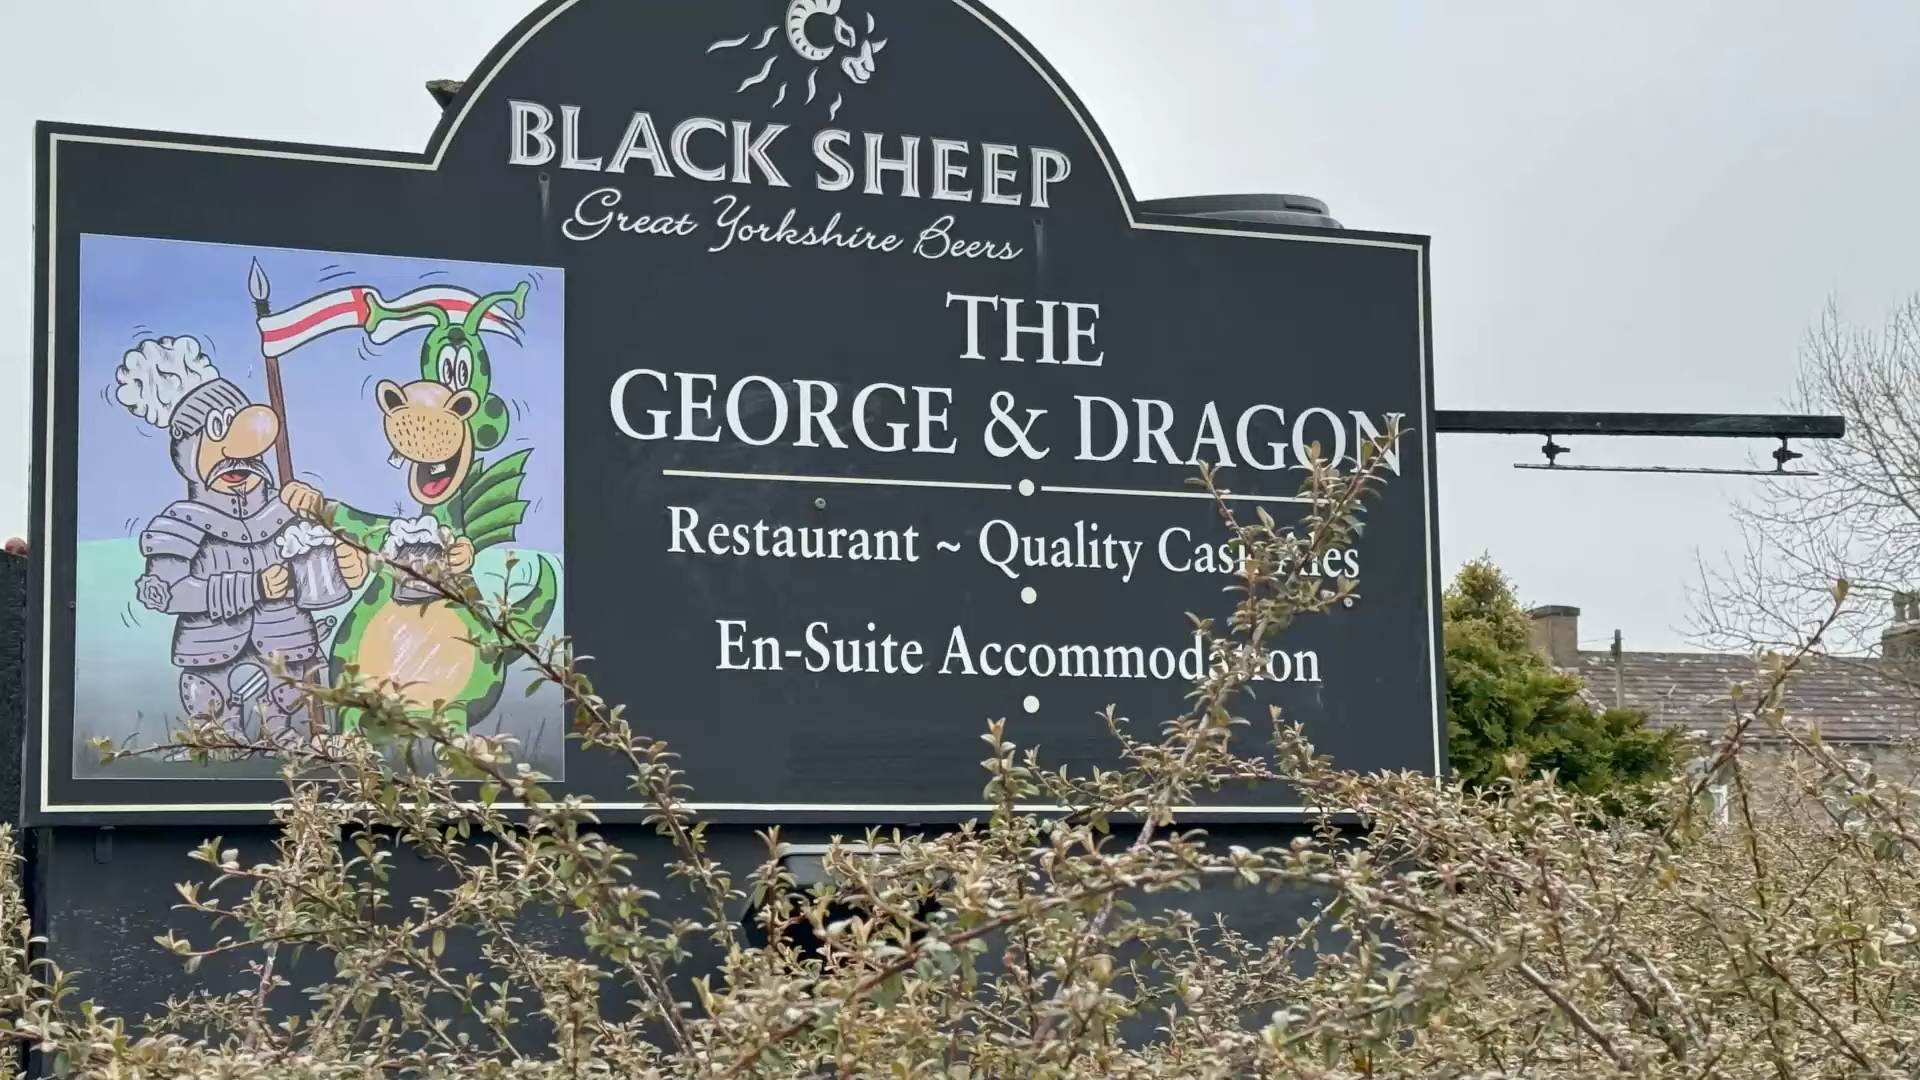 BLACK SHEEP
Great Yorkshire Beers
THE
GEORGE & DRAGON
Restaurant ~ Quality Cask Ales
En-Suite Accommodation